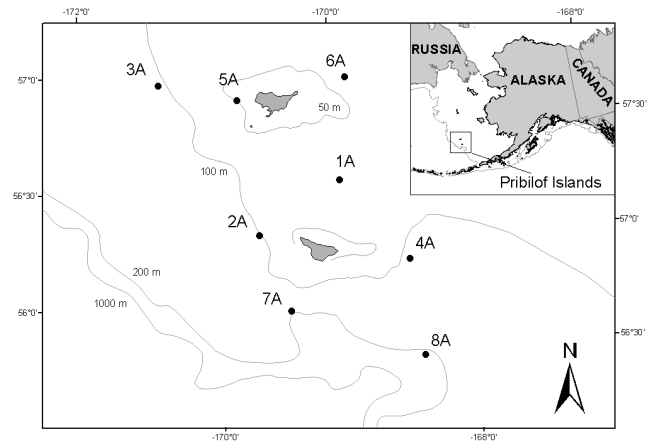 -172°0'
-170°0'
-168°0'
RUSSIA
ALASKA
CANADA
Pribilof Islands
57°0'
56°30'
56°0'
57°30'
57°0'
56°30'
3A
5A
6A
50 m
1A
100 m
2A
4A
200 m
1000 m
7A
8A
N
-170°0'
-168°0'